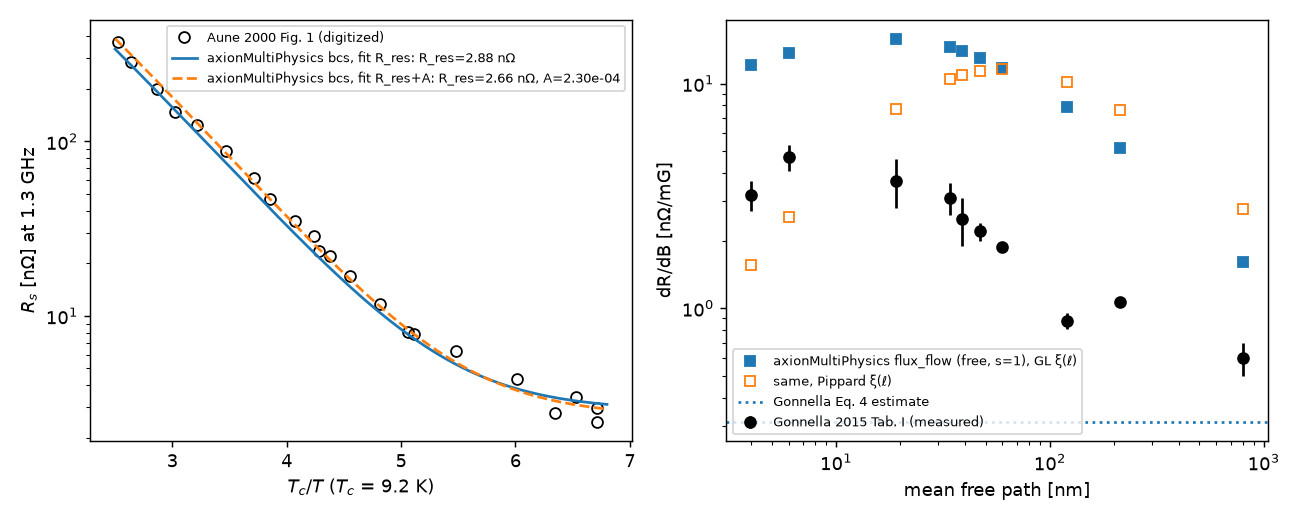 Aune 2000 Fig. 1 (digitized)
axionMultiPhysics bcs, fit R_res: R_res=2.88 nΩ
axionMultiPhysics bcs, fit R_res+A: R_res=2.66 nΩ, A=2.30e-04
10²
10¹
R_s [nΩ] at 1.3 GHz
3 4 5 6 7
T_c/T (T_c = 9.2 K)
10¹
10⁰
dR/dB [nΩ/mG]
axionMultiPhysics flux_flow (free, s=1), GL ξ(ℓ)
same, Pippard ξ(ℓ)
Gonnella Eq. 4 estimate
Gonnella 2015 Tab. I (measured)
10¹ 10² 10³
mean free path [nm]